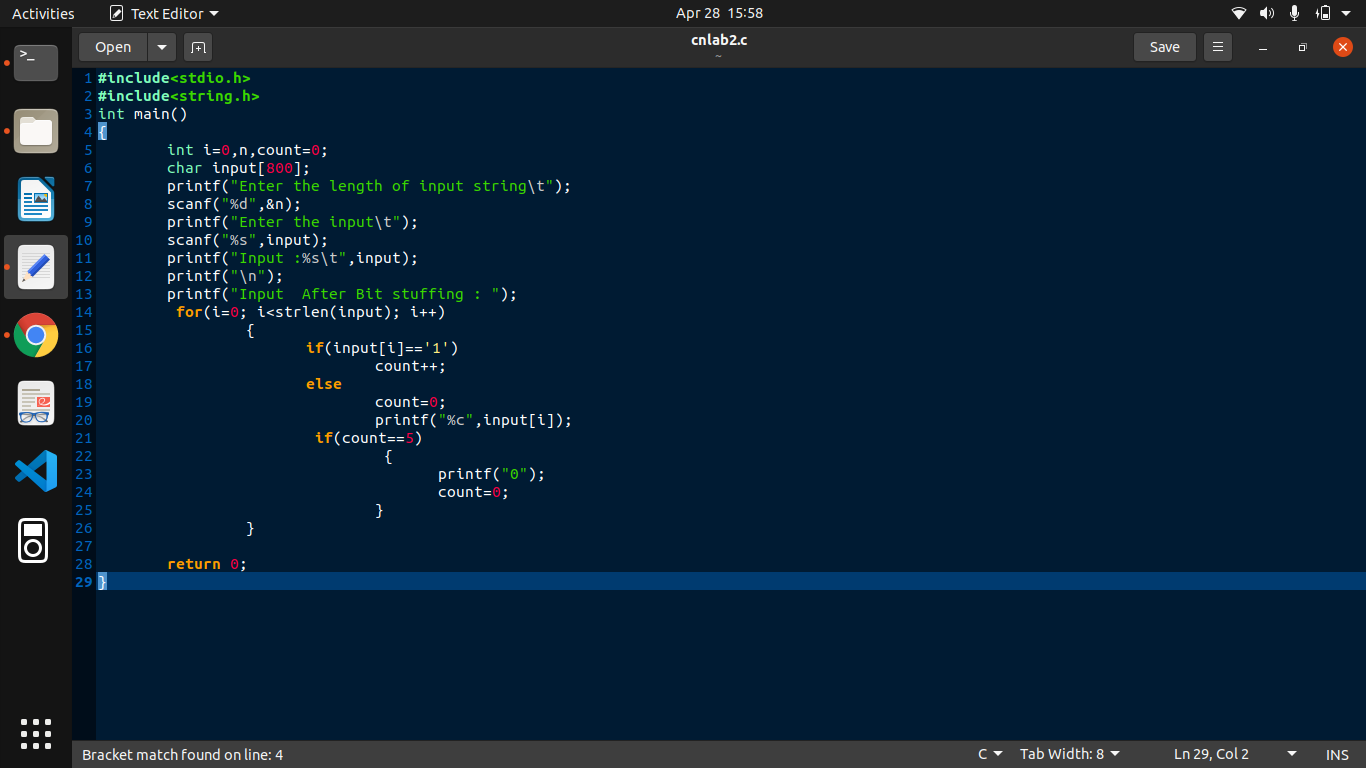 Activities Text Editor Apr 28 15:58
Open cnlab2.c Save
~
1 #include<stdio.h>
2 #include<string.h>
3 int main()
4 {
5 int i=0,n,count=0;
6 char input[800];
7 printf("Enter the length of input string\t");
8 scanf("%d",&n);
9 printf("Enter the input\t");
10 scanf("%s",input);
11 printf("Input :%s\t",input);
12 printf("\n");
13 printf("Input  After Bit stuffing : ");
14 for(i=0; i<strlen(input); i++)
15 {
16 if(input[i]=='1')
17 count++;
18 else
19 count=0;
20 printf("%c",input[i]);
21 if(count==5)
22 {
23 printf("0");
24 count=0;
25 }
26 }
27
28 return 0;
29 }
Bracket match found on line: 4 C Tab Width: 8 Ln 29, Col 2 INS